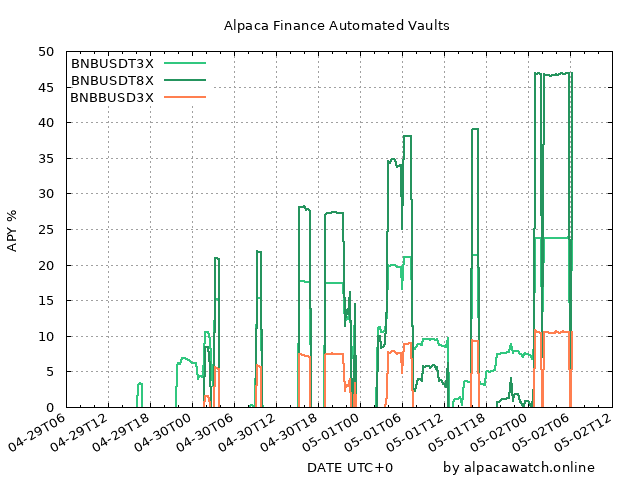 Alpaca Finance Automated Vaults
50
45
40
35
30
25
20
15
10
5
0
APY %
BNBUSDT3X
BNBUSDT8X
BNBBUSD3X
04-29T06
04-29T12
04-29T18
04-30T00
04-30T06
04-30T12
04-30T18
05-01T00
05-01T06
05-01T12
05-01T18
05-02T00
05-02T06
05-02T12
DATE UTC+0
by alpacawatch.online